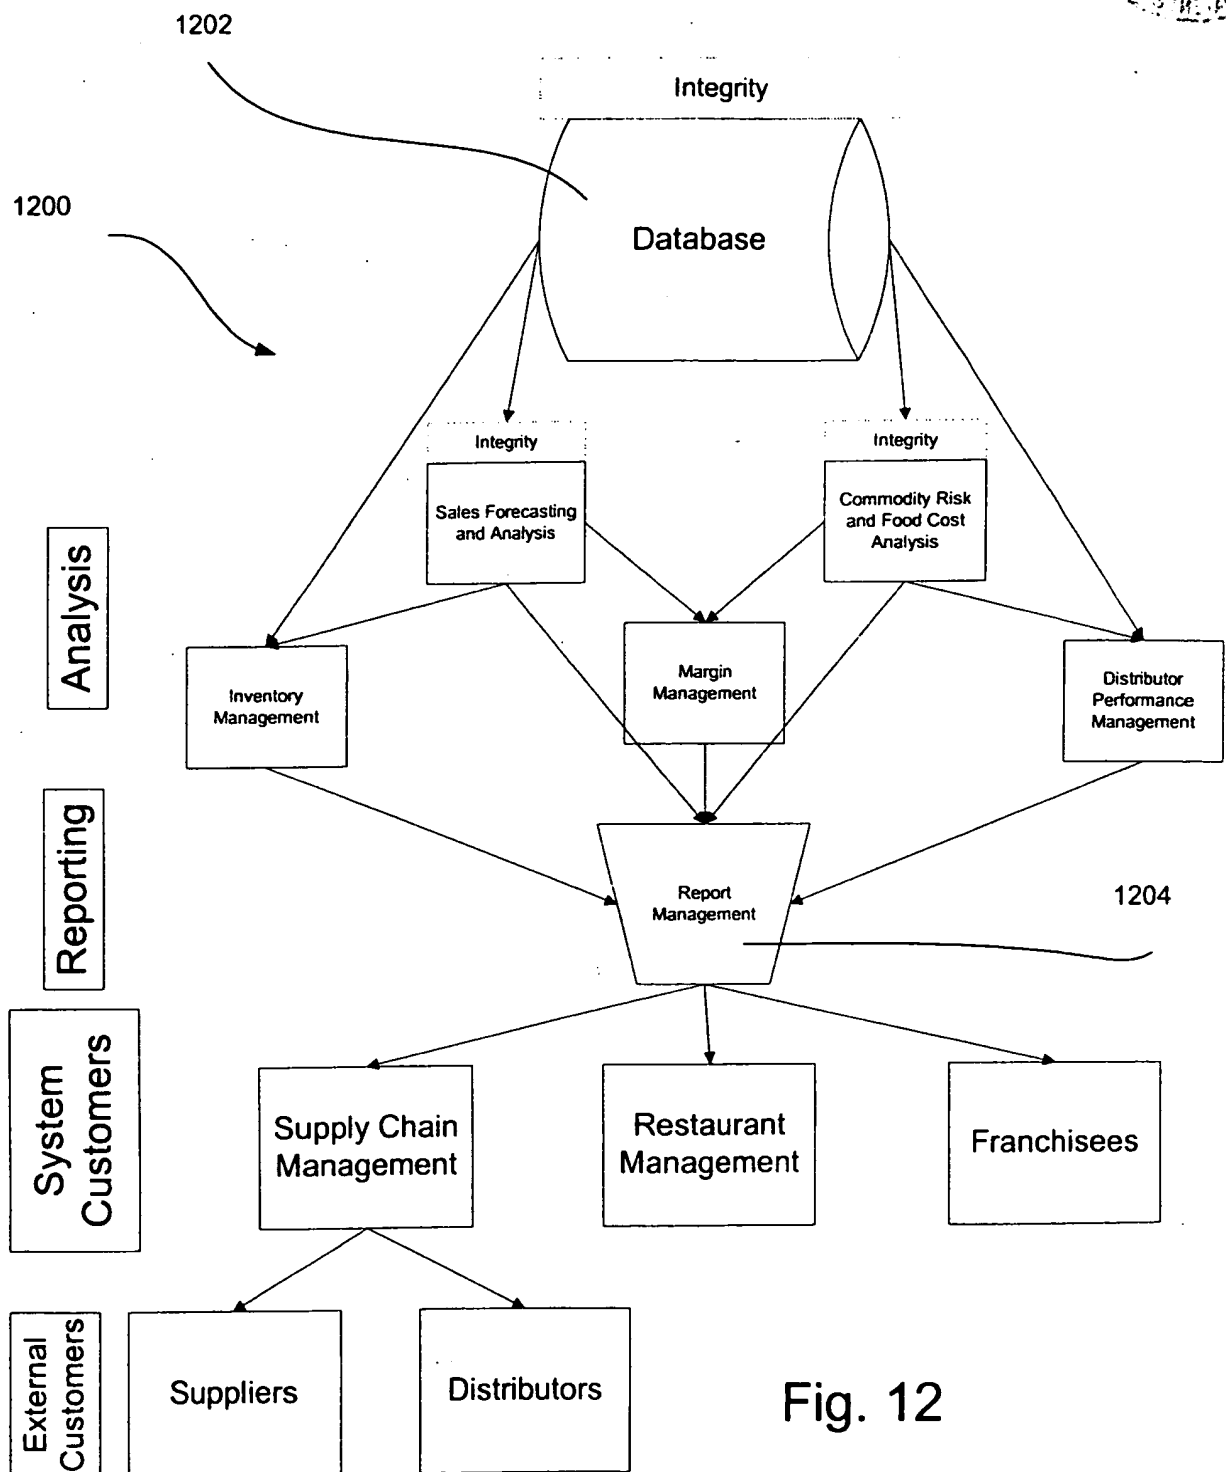 1202
Integrity
1200
Database
Integrity
Integrity
Sales Forecasting
and Analysis
Commodity Risk
and Food Cost
Analysis
Analysis
Inventory
Management
Margin
Management
Distributor
Performance
Management
Reporting
Report
Management
1204
System
Customers
Supply Chain
Management
Restaurant
Management
Franchisees
External
Customers
Suppliers
Distributors
Fig. 12